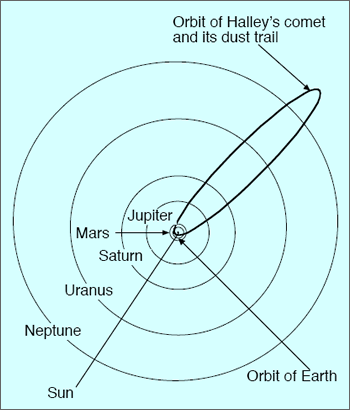 Orbit of Halley's comet
and its dust trail
Jupiter
Mars
Saturn
Uranus
Neptune
Orbit of Earth
Sun